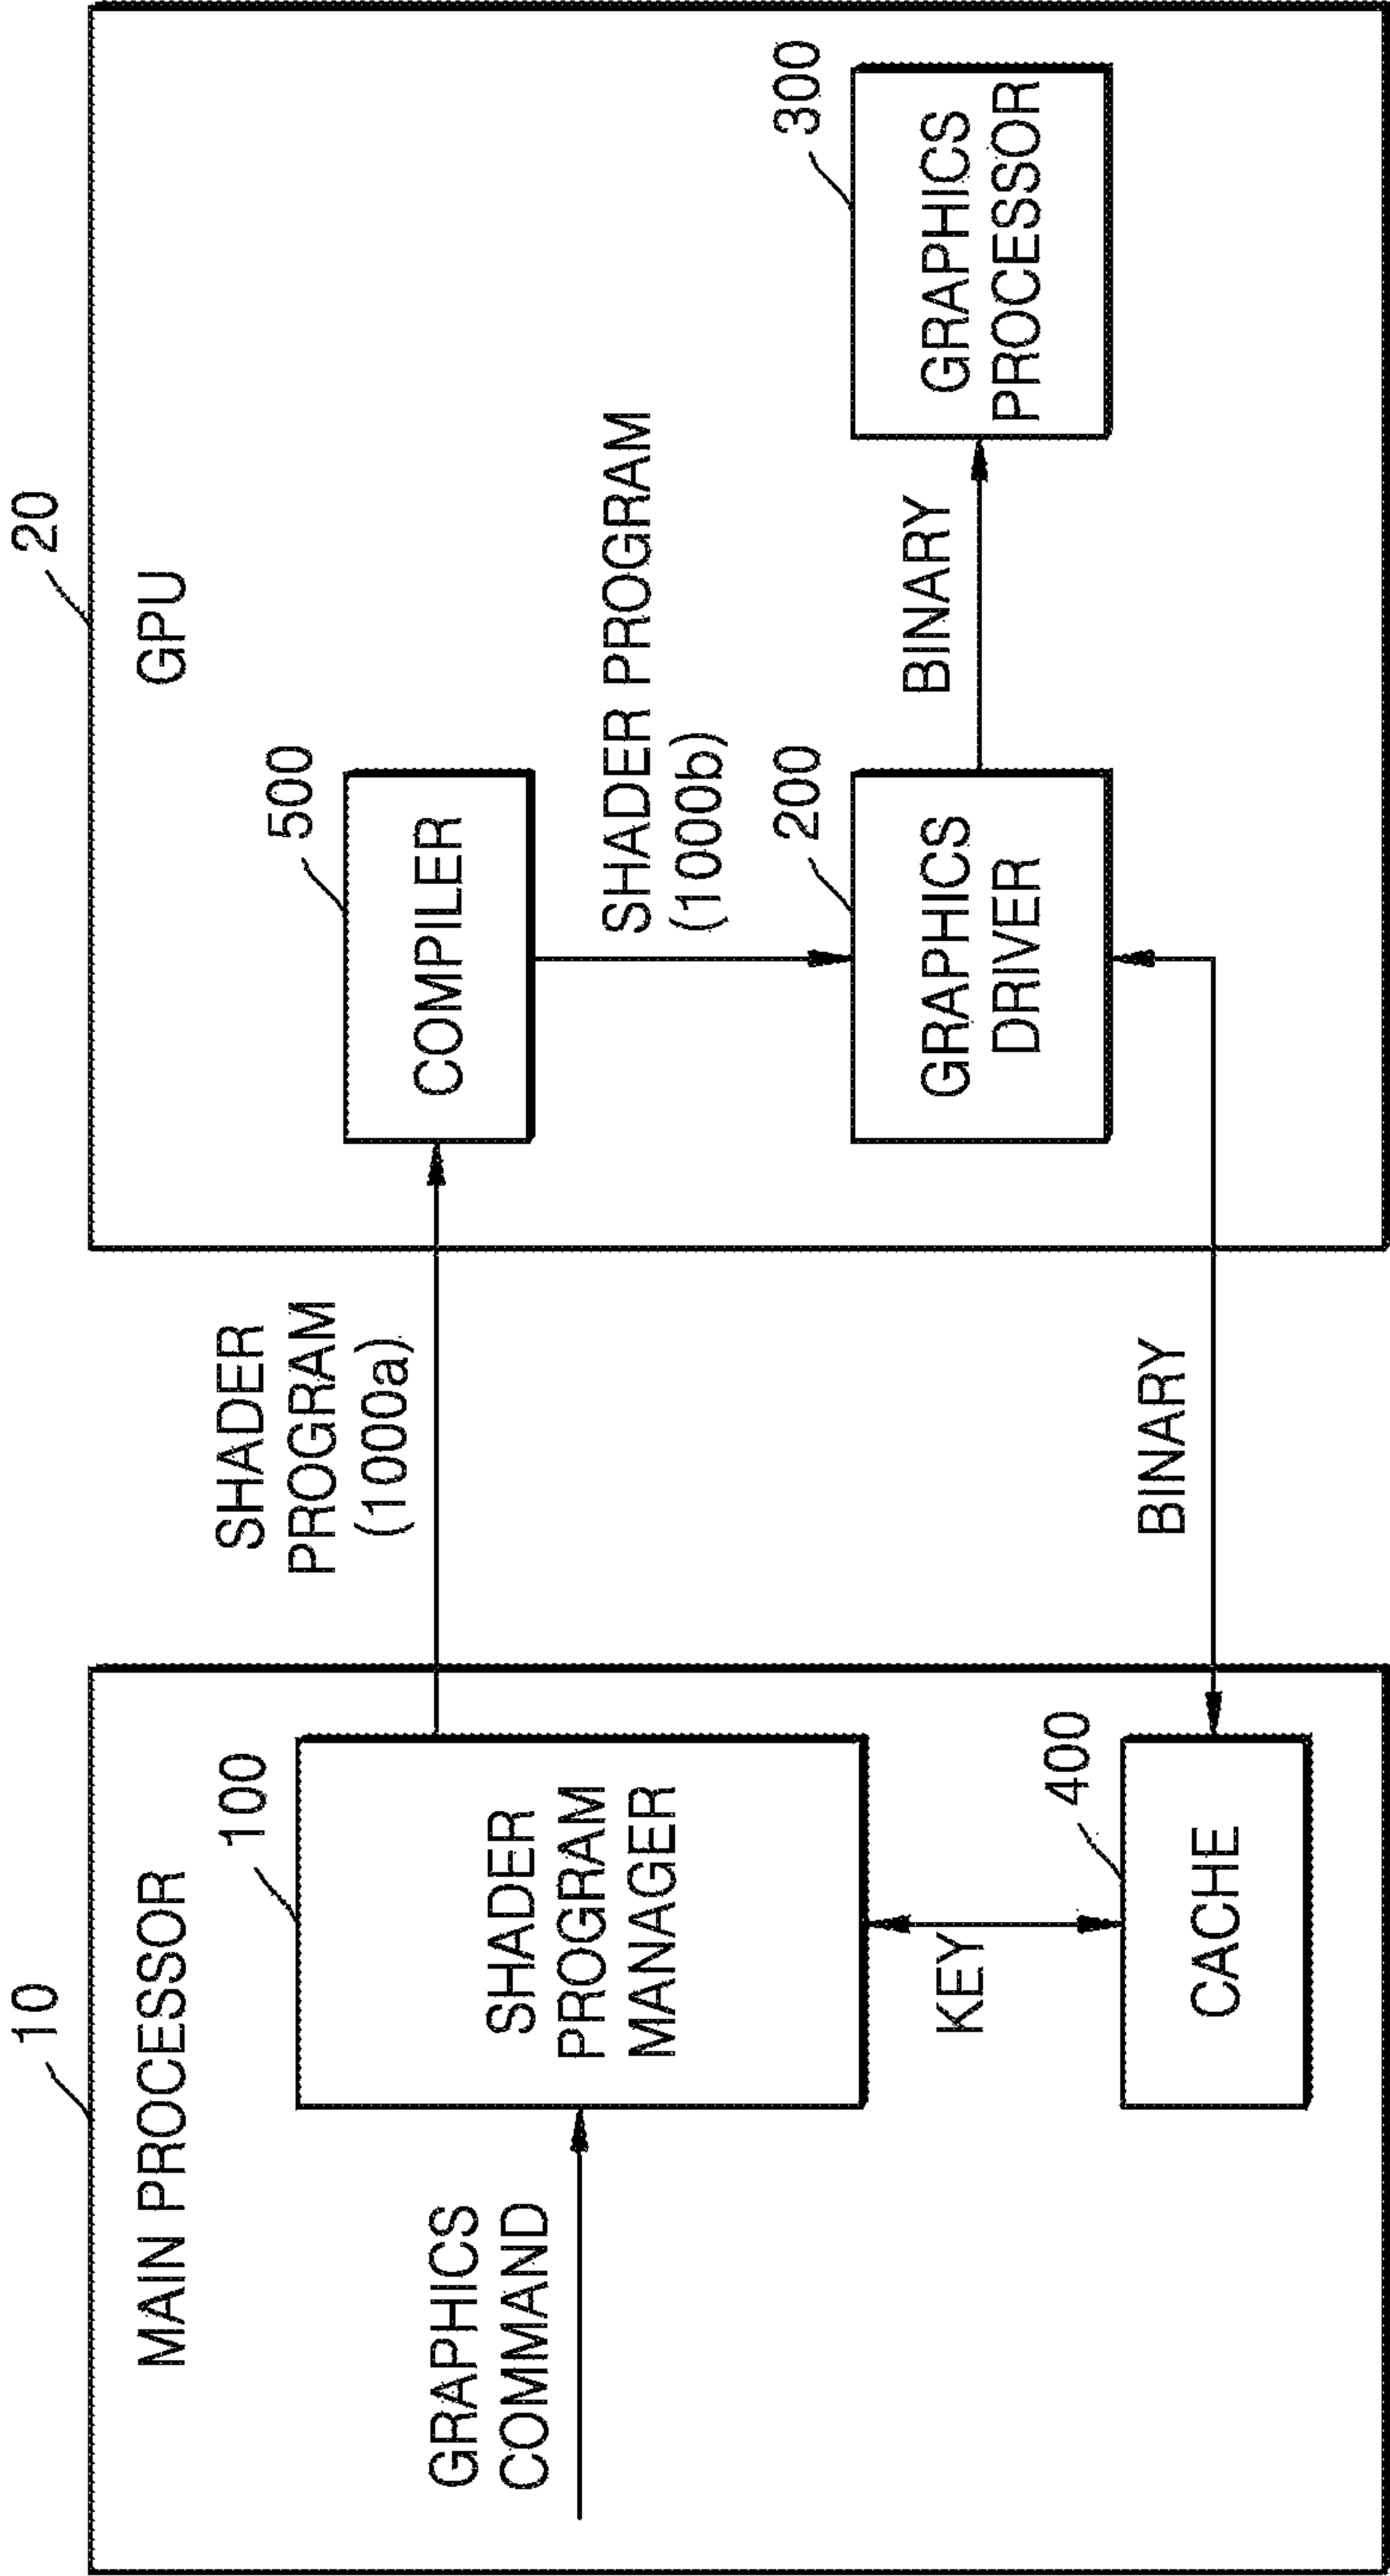 10
MAIN PROCESSOR
GRAPHICS
COMMAND
100
SHADER
PROGRAM
MANAGER
KEY
400
CACHE
SHADER
PROGRAM
(1000a)
BINARY
20
GPU
500
COMPILER
SHADER PROGRAM
(1000b)
200
GRAPHICS
DRIVER
BINARY
300
GRAPHICS
PROCESSOR